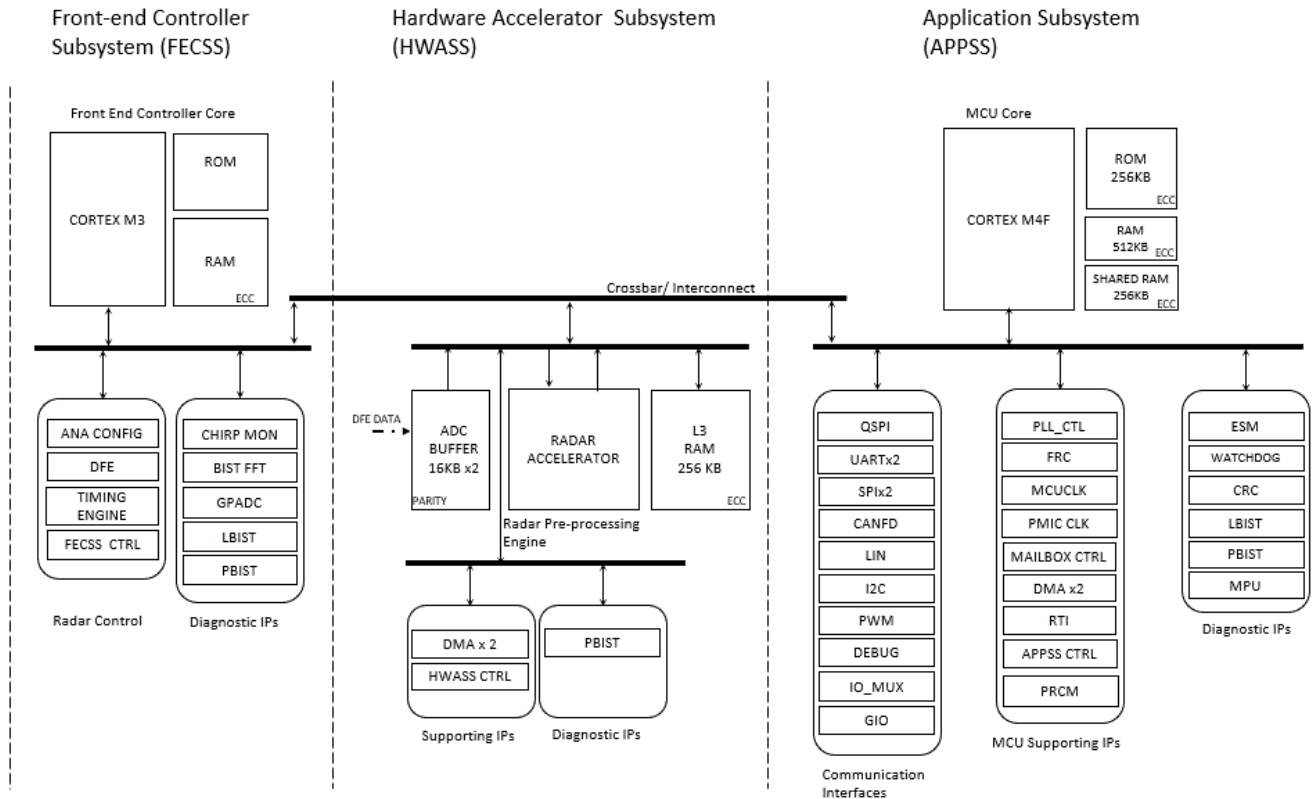 Front-end Controller
Subsystem (FECSS)
Hardware Accelerator Subsystem
(HWASS)
Application Subsystem
(APPSS)
Front End Controller Core
CORTEX M3
ROM
RAM
ECC
ANA CONFIG
DFE
TIMING
ENGINE
FECSS CTRL
Radar Control
CHIRP MON
BIST FFT
GPADC
LBIST
PBIST
Diagnostic IPs
Crossbar/ Interconnect
DFE DATA
ADC
BUFFER
16KB x2
PARITY
RADAR
ACCELERATOR
Radar Pre-processing
Engine
L3
RAM
256 KB
ECC
DMA x 2
HWASS CTRL
Supporting IPs
PBIST
Diagnostic IPs
MCU Core
CORTEX M4F
ROM
256KB
ECC
RAM
512KB
ECC
SHARED RAM
256KB
ECC
QSPI
UARTx2
SPIx2
CANFD
LIN
I2C
PWM
DEBUG
IO_MUX
GIO
Communication
Interfaces
PLL_CTL
FRC
MCUCLK
PMIC CLK
MAILBOX CTRL
DMA x2
RTI
APPSS CTRL
PRCM
MCU Supporting IPs
ESM
WATCHDOG
CRC
LBIST
PBIST
MPU
Diagnostic IPs